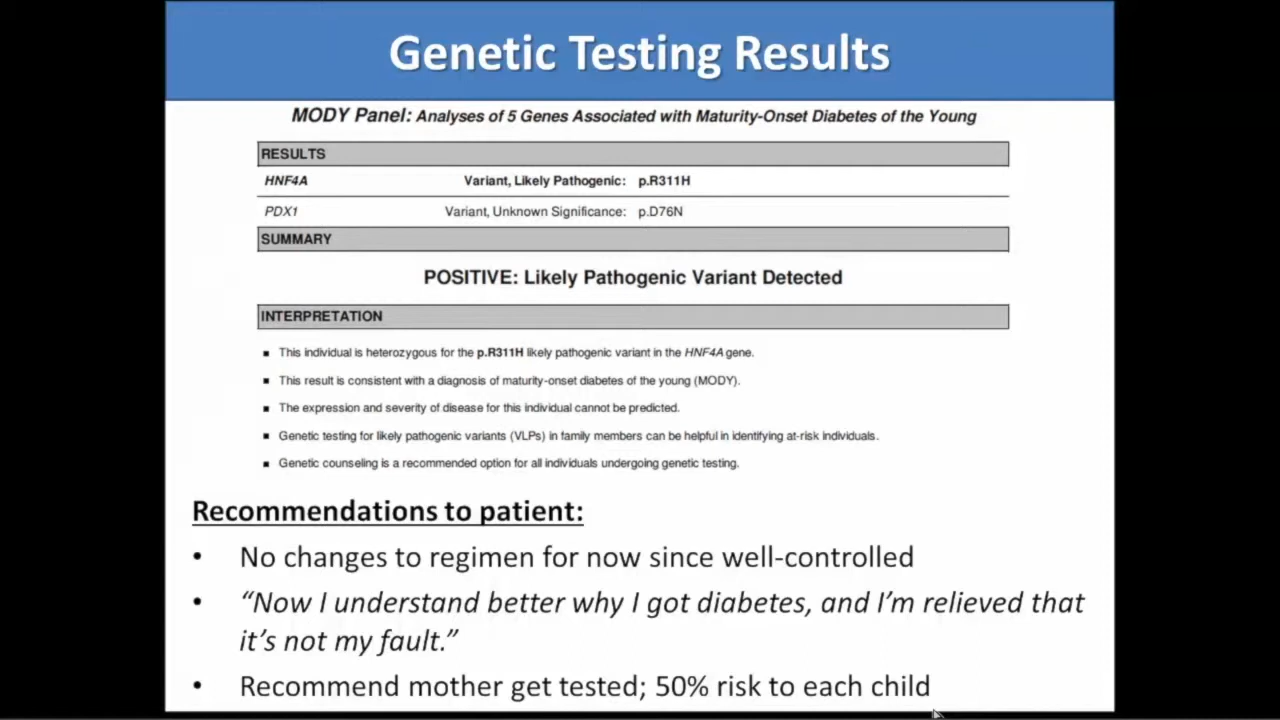 Genetic Testing Results
MODY Panel: Analyses of 5 Genes Associated with Maturity-Onset Diabetes of the Young
RESULTS
HNF4A Variant, Likely Pathogenic: p.R311H
PDX1 Variant, Unknown Significance: p.D76N
SUMMARY
POSITIVE: Likely Pathogenic Variant Detected
INTERPRETATION
▪ This individual is heterozygous for the p.R311H likely pathogenic variant in the HNF4A gene.
▪ This result is consistent with a diagnosis of maturity-onset diabetes of the young (MODY).
▪ The expression and severity of disease for this individual cannot be predicted.
▪ Genetic testing for likely pathogenic variants (VLPs) in family members can be helpful in identifying at-risk individuals.
▪ Genetic counseling is a recommended option for all individuals undergoing genetic testing.
Recommendations to patient:
• No changes to regimen for now since well-controlled
• “Now I understand better why I got diabetes, and I’m relieved that
it’s not my fault.”
• Recommend mother get tested; 50% risk to each child